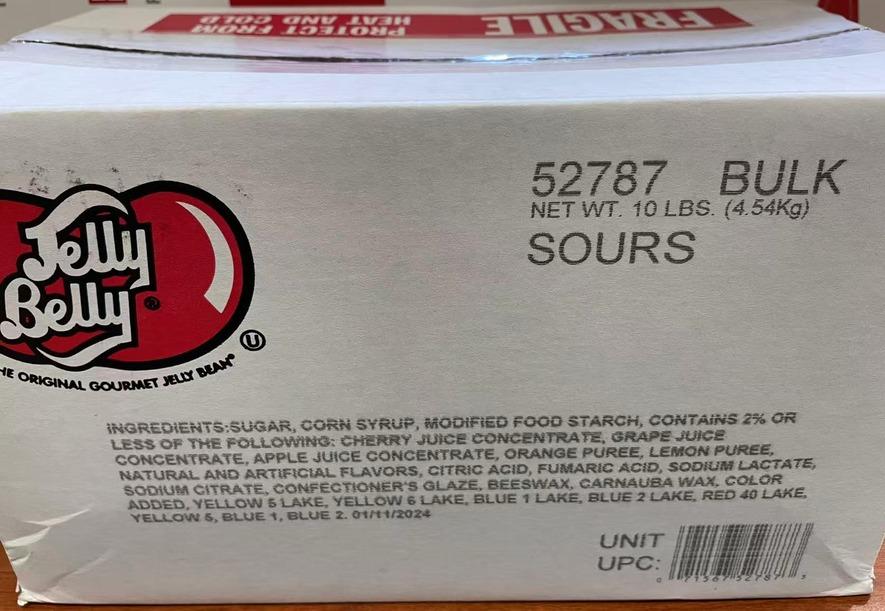 PROTECT FROM
HEAT AND COLD
FRAGILE
52787 BULK
NET WT. 10 LBS. (4.54Kg)
SOURS
Jelly
Belly®
HE ORIGINAL GOURMET JELLY BEAN®
U
INGREDIENTS:SUGAR, CORN SYRUP, MODIFIED FOOD STARCH, CONTAINS 2% OR
LESS OF THE FOLLOWING: CHERRY JUICE CONCENTRATE, GRAPE JUICE
CONCENTRATE, APPLE JUICE CONCENTRATE, ORANGE PUREE, LEMON PUREE,
NATURAL AND ARTIFICIAL FLAVORS, CITRIC ACID, FUMARIC ACID, SODIUM LACTATE,
SODIUM CITRATE, CONFECTIONER'S GLAZE, BEESWAX, CARNAUBA WAX, COLOR
ADDED, YELLOW 5 LAKE, YELLOW 6 LAKE, BLUE 1 LAKE, BLUE 2 LAKE, RED 40 LAKE,
YELLOW 5, BLUE 1, BLUE 2. 01/11/2024
UNIT
UPC: